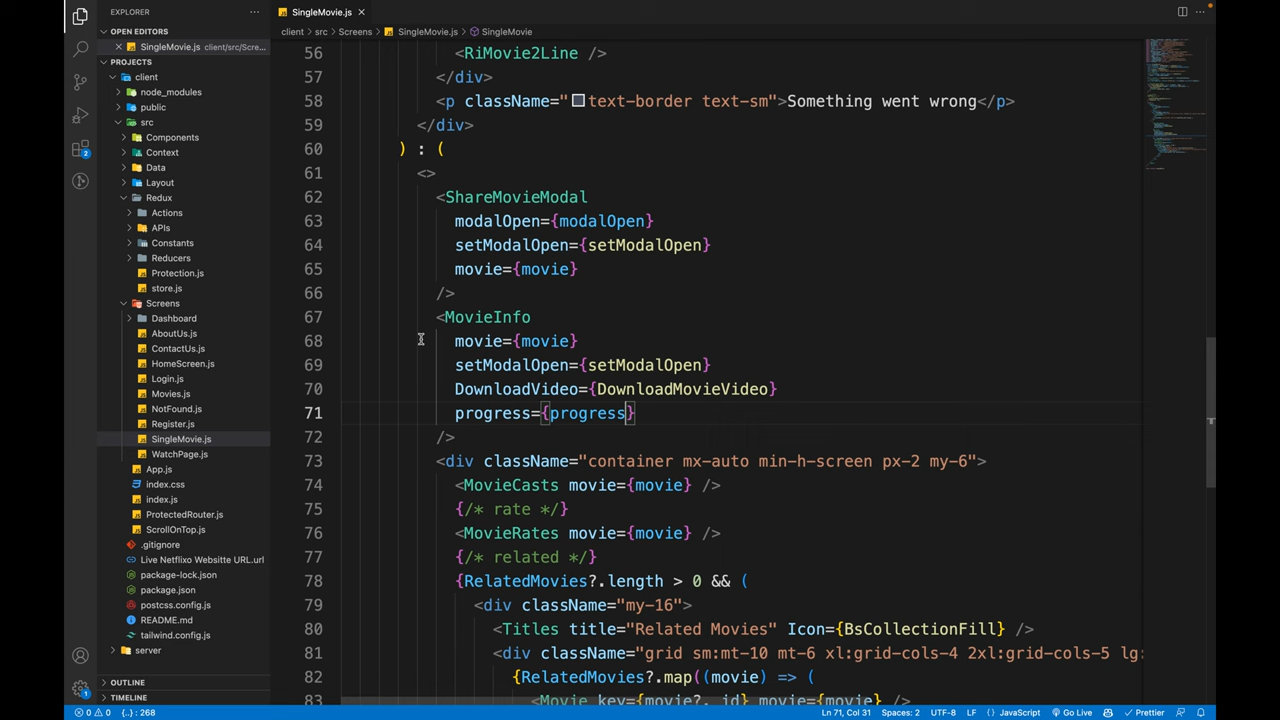 EXPLORER
OPEN EDITORS
SingleMovie.js client/src/Scre...
PROJECTS
client
node_modules
public
src
Components
Context
Data
Layout
Redux
Actions
APIs
Constants
Reducers
Protection.js
store.js
Screens
Dashboard
AboutUs.js
ContactUs.js
HomeScreen.js
Login.js
Movies.js
NotFound.js
Register.js
SingleMovie.js
WatchPage.js
App.js
index.css
index.js
ProtectedRouter.js
ScrollOnTop.js
.gitignore
Live Netflixo Websitte URL.url
package-lock.json
package.json
postcss.config.js
README.md
tailwind.config.js
server
OUTLINE
TIMELINE
2
1
SingleMovie.js
client > src > Screens > SingleMovie.js > SingleMovie
56 <RiMovie2Line />
57 </div>
58 <p className="text-border text-sm">Something went wrong</p>
59 </div>
60 ) : (
61 <>
62 <ShareMovieModal
63 modalOpen={modalOpen}
64 setModalOpen={setModalOpen}
65 movie={movie}
66 />
67 <MovieInfo
68 movie={movie}
69 setModalOpen={setModalOpen}
70 DownloadVideo={DownloadMovieVideo}
71 progress={progress}
72 />
73 <div className="container mx-auto min-h-screen px-2 my-6">
74 <MovieCasts movie={movie} />
75 {/* rate */}
76 <MovieRates movie={movie} />
77 {/* related */}
78 {RelatedMovies?.length > 0 && (
79 <div className="my-16">
80 <Titles title="Related Movies" Icon={BsCollectionFill} />
81 <div className="grid sm:mt-10 mt-6 xl:grid-cols-4 2xl:grid-cols-5 lg:
82 {RelatedMovies?.map((movie) => (
83 <Movie key={movie?._id} movie={movie} />
0 0 {..} : 268 Ln 71, Col 31 Spaces: 2 UTF-8 LF {} JavaScript Go Live Prettier